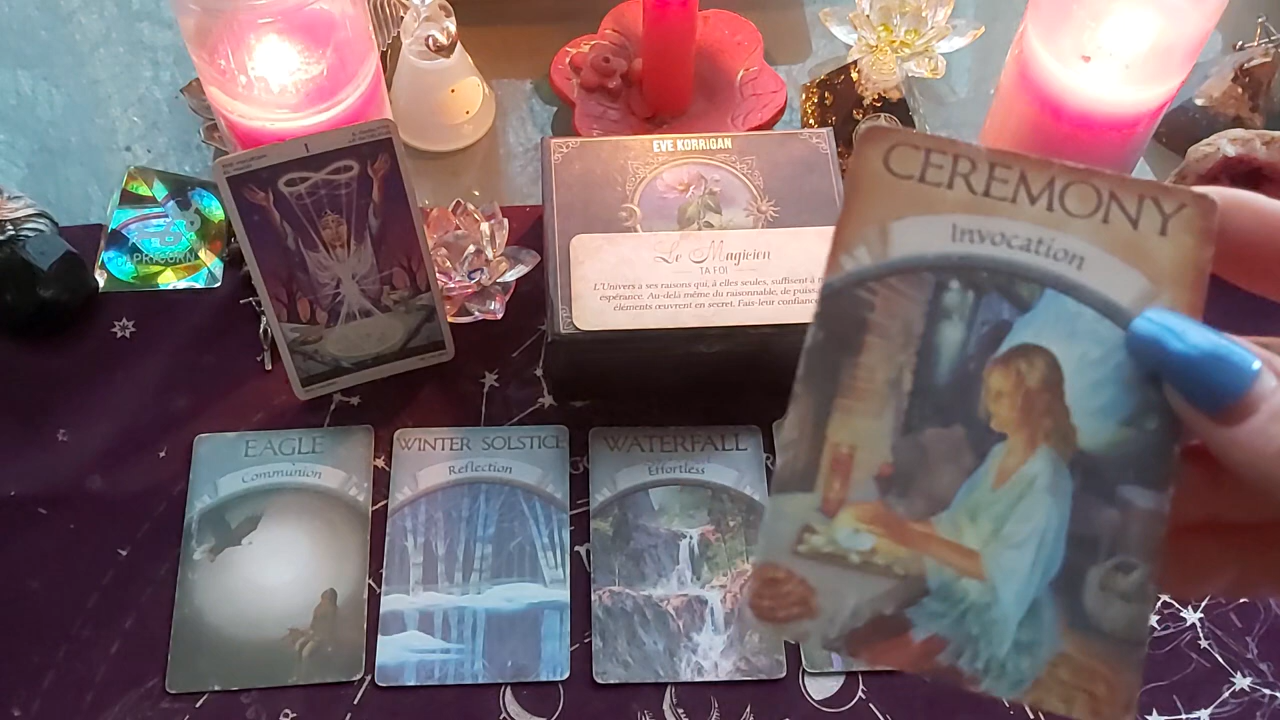 I
EVE KORRIGAN
Le Magicien
TA FOI
L'Univers a ses raisons qui, à elles seules, suffisent à
espérance. Au-delà même du raisonnable, de
éléments œuvrent en secret. Fais-leur confiance
CEREMONY
Invocation
CAPRICORN
EAGLE
Communion
WINTER SOLSTICE
Reflection
WATERFALL
Effortless